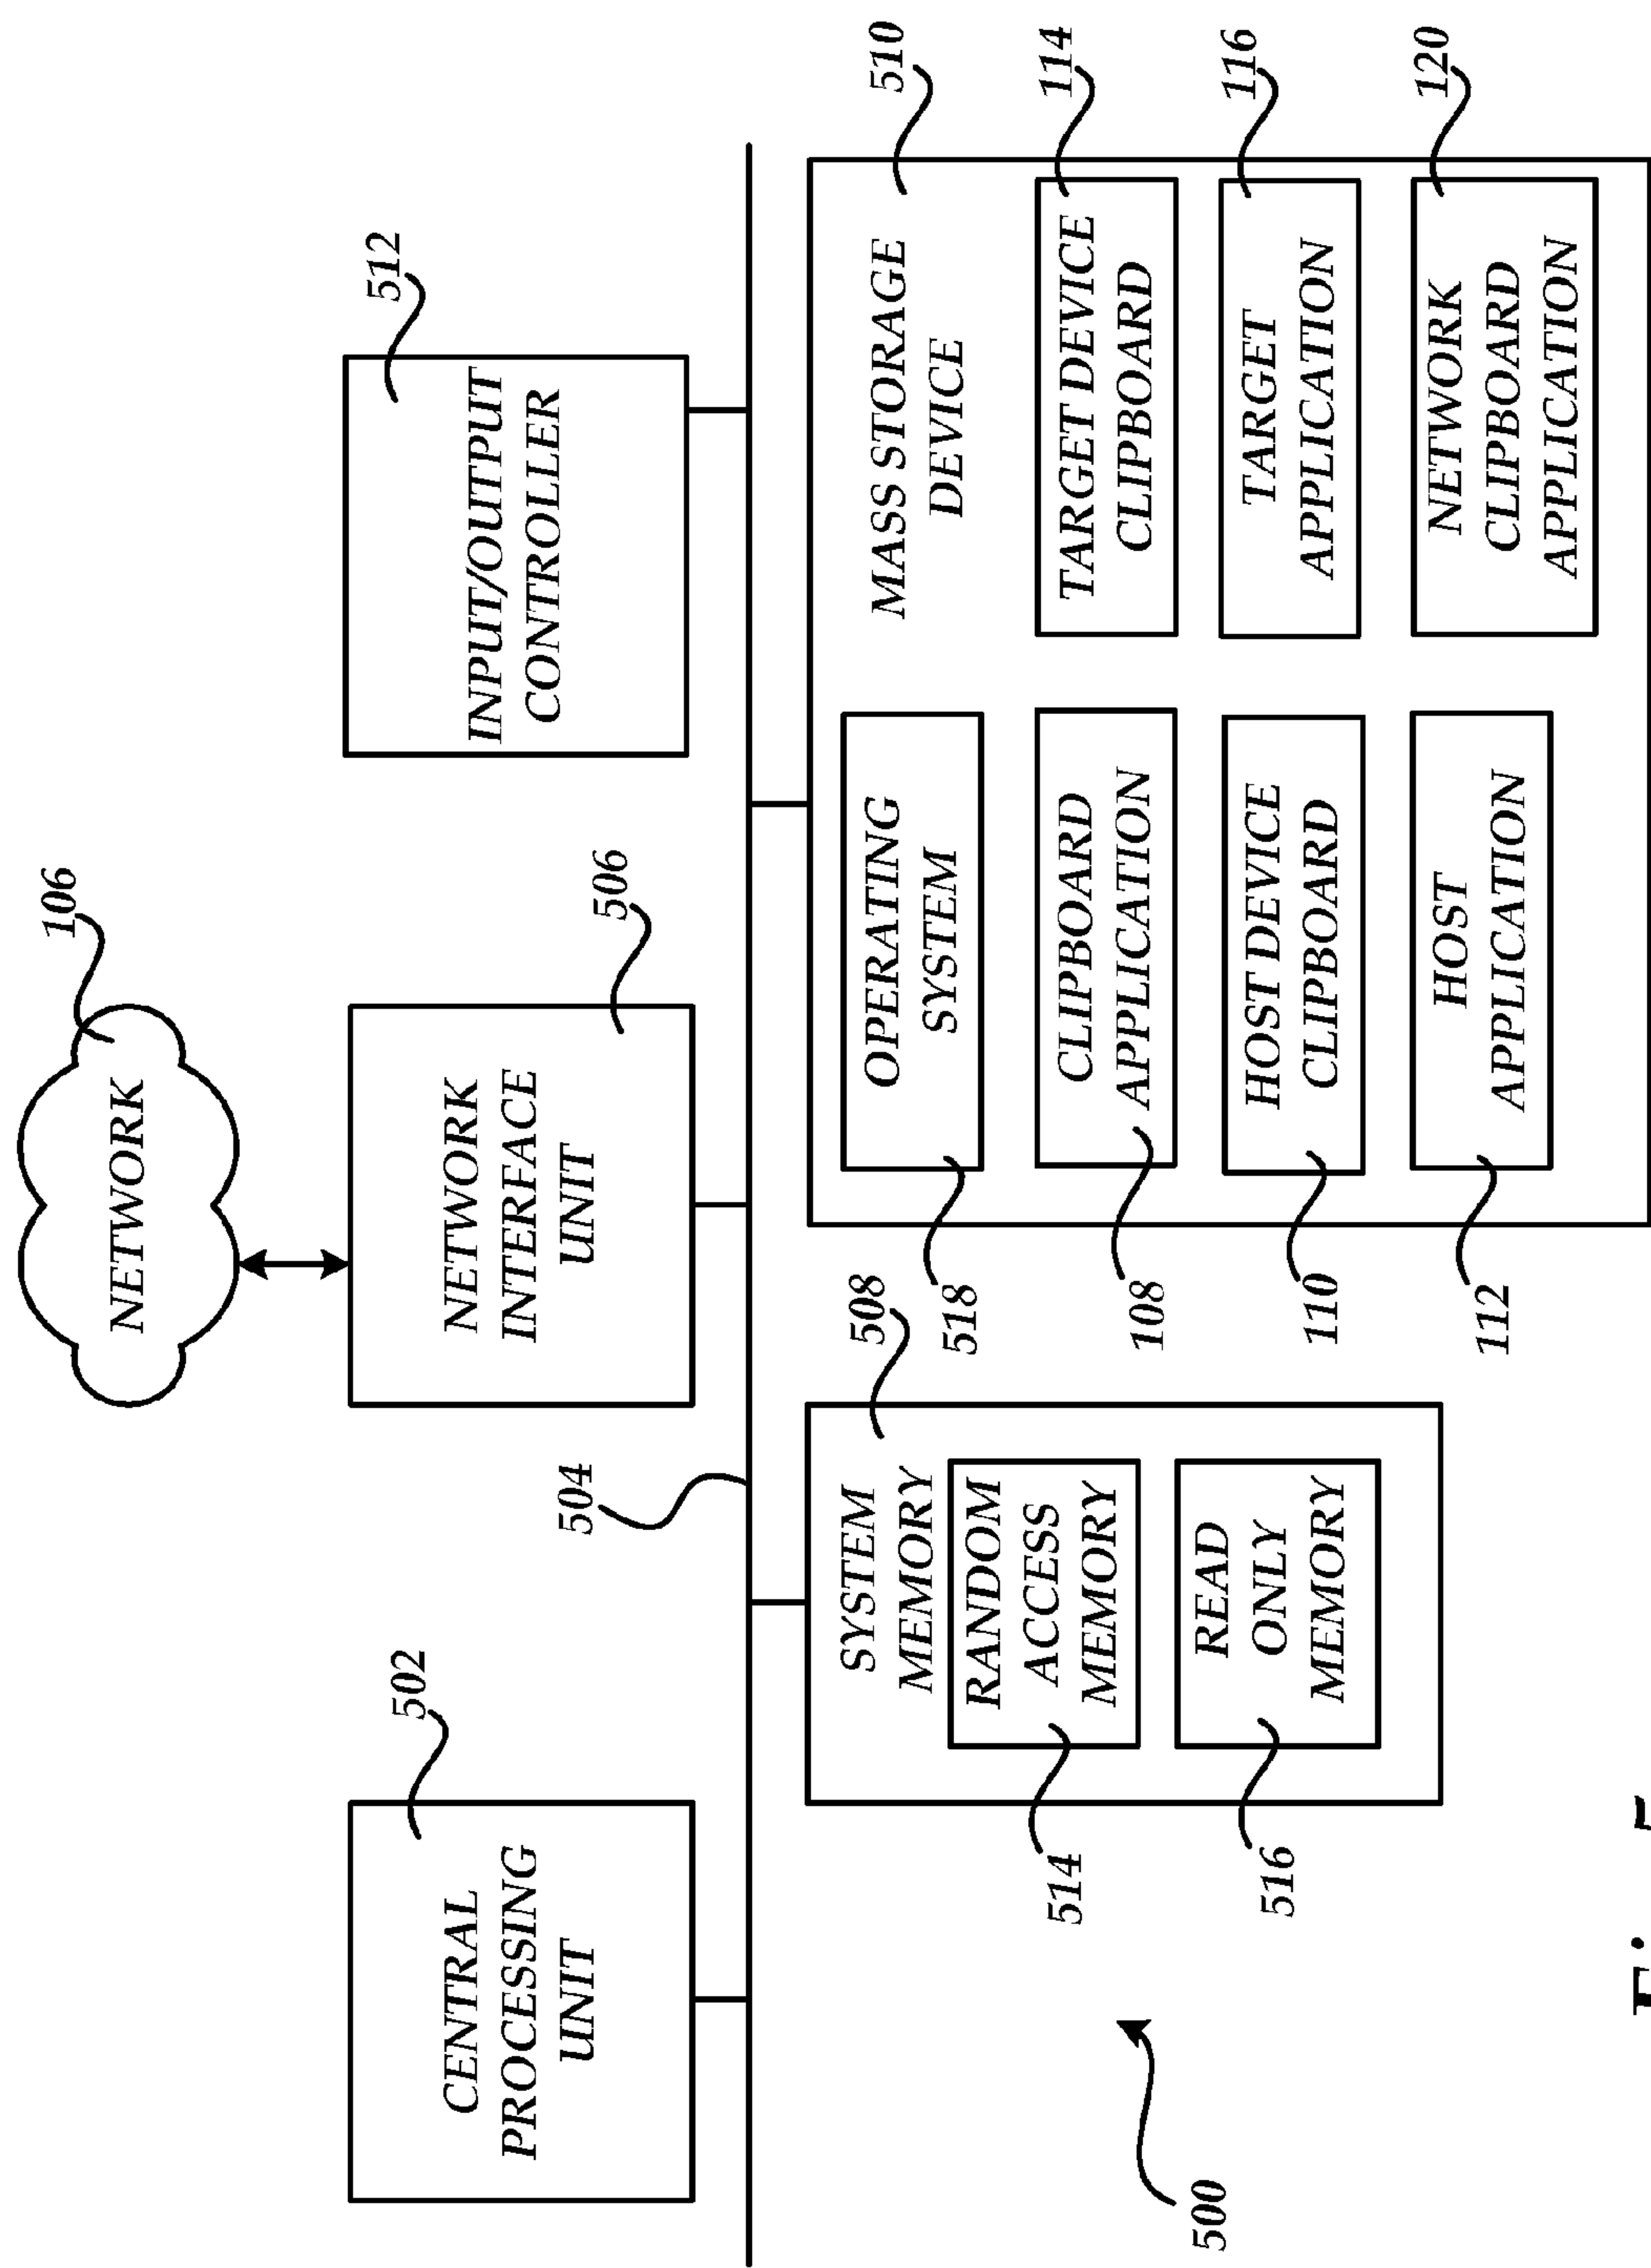 106
NETWORK
502
506
512
CENTRAL
PROCESSING
UNIT
NETWORK
INTERFACE
UNIT
INPUT/OUTPUT
CONTROLLER
504
508
SYSTEM
MEMORY
RANDOM
ACCESS
MEMORY
514
READ
ONLY
MEMORY
516
510
MASS STORAGE
DEVICE
OPERATING
SYSTEM
518
CLIPBOARD
APPLICATION
108
TARGET DEVICE
CLIPBOARD
114
HOST DEVICE
CLIPBOARD
110
TARGET
APPLICATION
116
HOST
APPLICATION
112
NETWORK
CLIPBOARD
APPLICATION
120
500